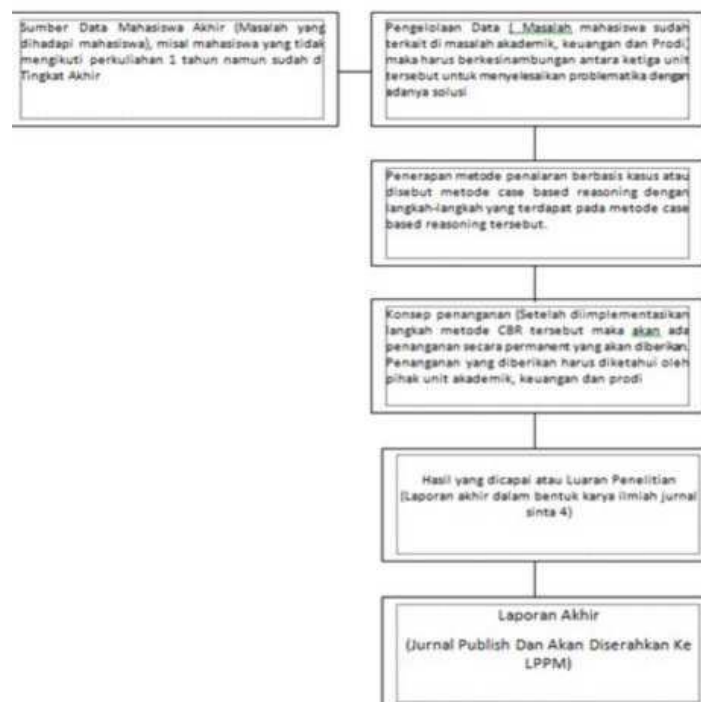 Sumber Data Mahasiswa Akhir (Masalah yang
dihadapi mahasiswa), misal mahasiswa yang tidak
mengikuti perkuliahan 1 tahun namun sudah di
Tingkat Akhir
Pengelolaan Data ( Masalah mahasiswa sudah
terkait di masalah akademik, keuangan dan Prodi)
maka harus berkesinambungan antara ketiga unit
tersebut untuk menyelesaikan problematika dengan
adanya solusi
Penerapan metode penalaran berbasis kasus atau
disebut metode case based reasoning dengan
langkah-langkah yang terdapat pada metode case
based reasoning tersebut.
Konsep penanganan (Setelah diimplementasikan
langkah metode CBR tersebut maka akan ada
penanganan secara permanent yang akan diberikan.
Penanganan yang diberikan harus diketahui oleh
pihak unit akademik, keuangan dan prodi
Hasil yang dicapai atau Luaran Penelitian
(Laporan akhir dalam bentuk karya ilmiah jurnal
sinta 4)
Laporan Akhir
(Jurnal Publish Dan Akan Diserahkan Ke
LPPM)